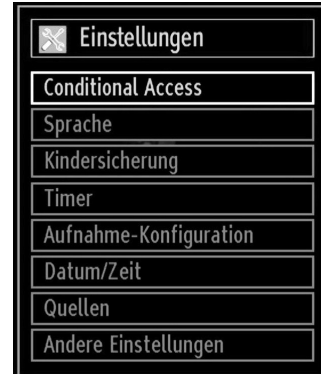 Einstellungen
Conditional Access
Sprache
Kindersicherung
Timer
Aufnahme-Konfiguration
Datum/Zeit
Quellen
Andere Einstellungen